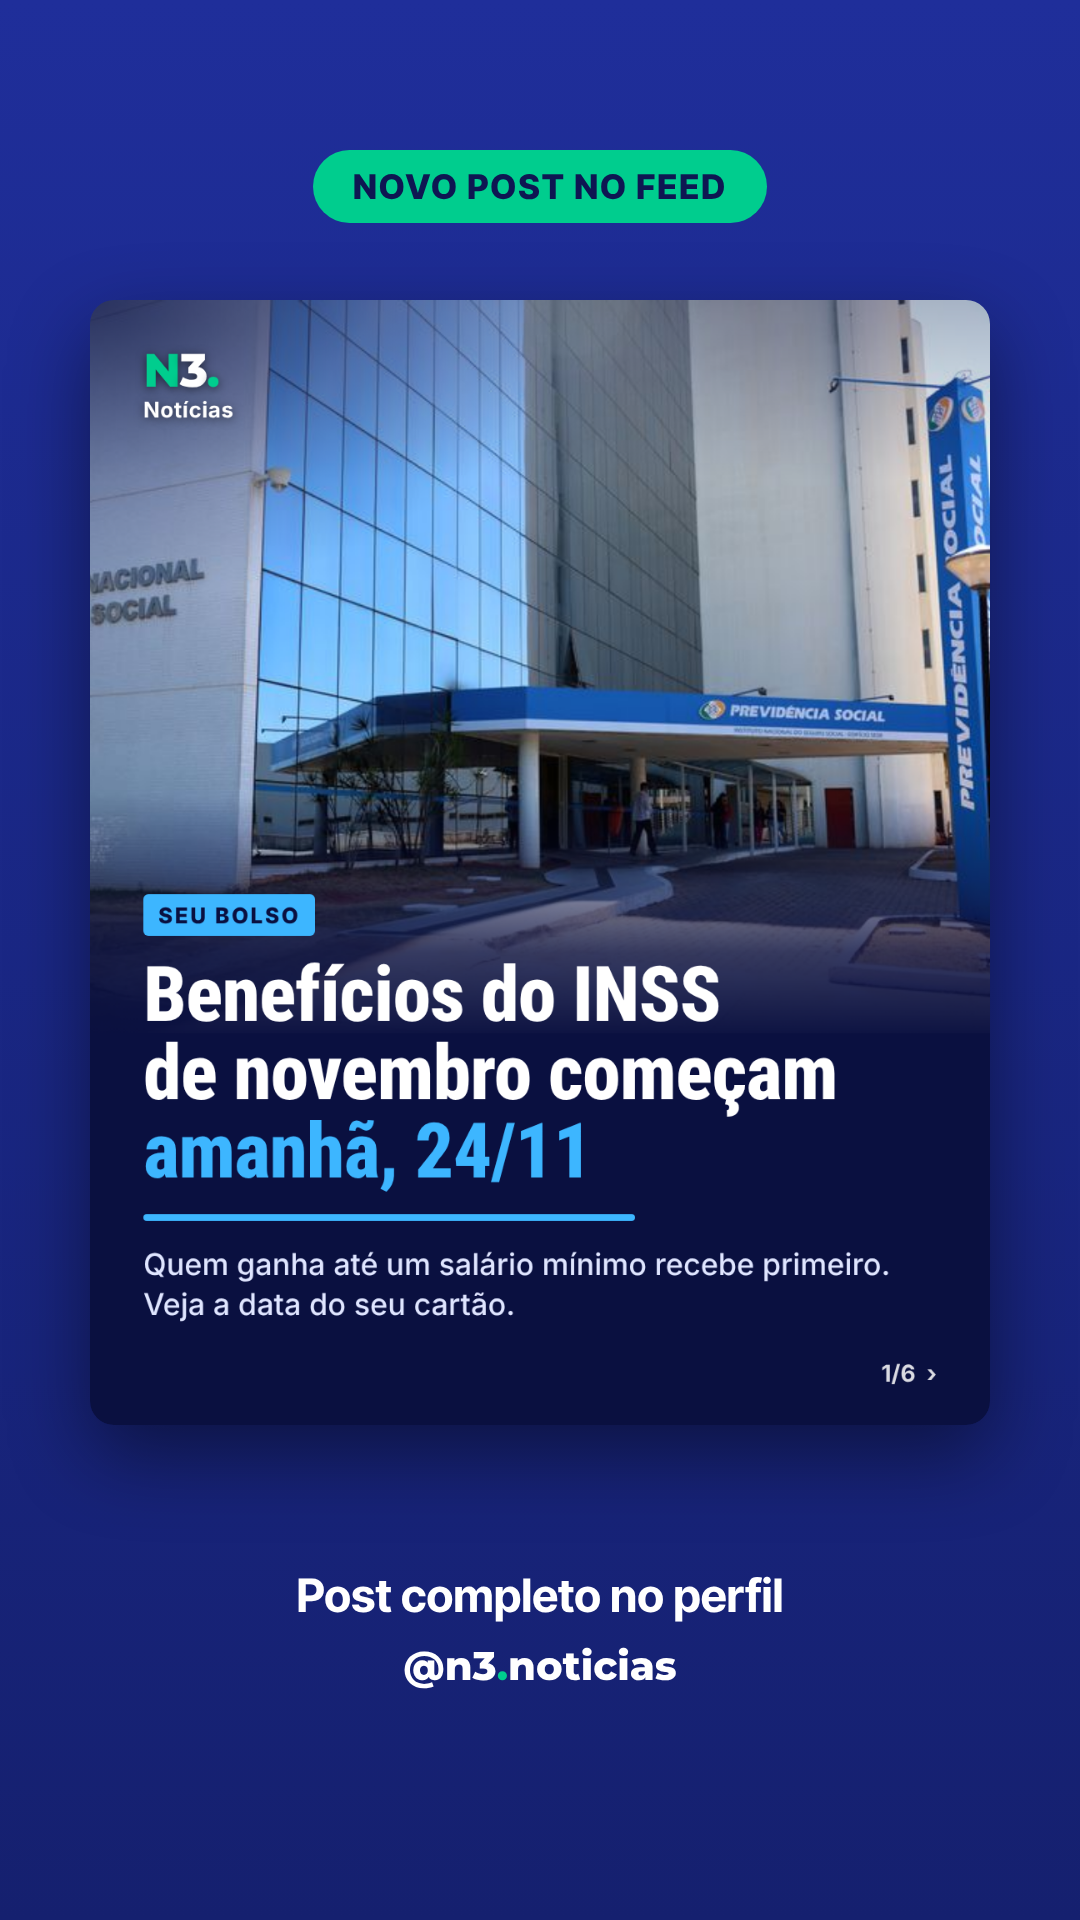 NOVO POST NO FEED
N3.
Notícias
NACIONAL
SOCIAL
PREVIDÊNCIA SOCIAL
PREVIDÊNCIA SOCIAL
OCIAL
SEU BOLSO
Benefícios do INSS
de novembro começam
amanhã, 24/11
Quem ganha até um salário mínimo recebe primeiro.
Veja a data do seu cartão.
1/6 ›
Post completo no perfil
@n3.noticias